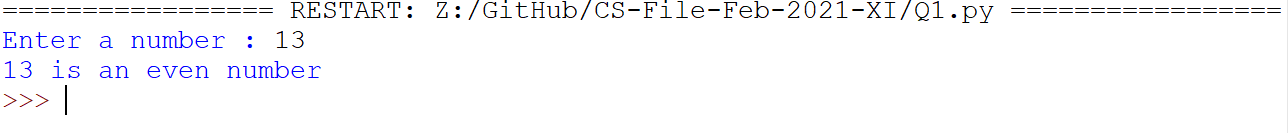 ================= RESTART: Z:/GitHub/CS-File-Feb-2021-XI/Q1.py =================
Enter a number : 13
13 is an even number
>>>